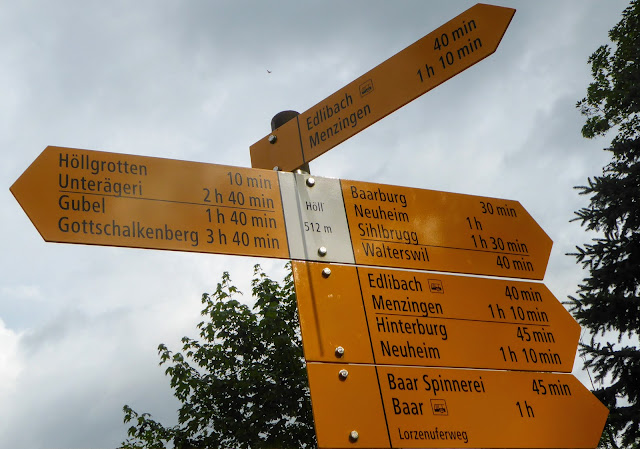 Edlibach 40 min
Menzingen 1 h 10 min
Höllgrotten 10 min
Unterägeri 2 h 40 min
Gubel 1 h 40 min
Gottschalkenberg 3 h 40 min
Höll
512 m
Baarburg 30 min
Neuheim 1 h
Sihlbrugg 1 h 30 min
Walterswil 40 min
Edlibach 40 min
Menzingen 1 h 10 min
Hinterburg 45 min
Neuheim 1 h 10 min
Baar Spinnerei 45 min
Baar 1 h
Lorzenuferweg